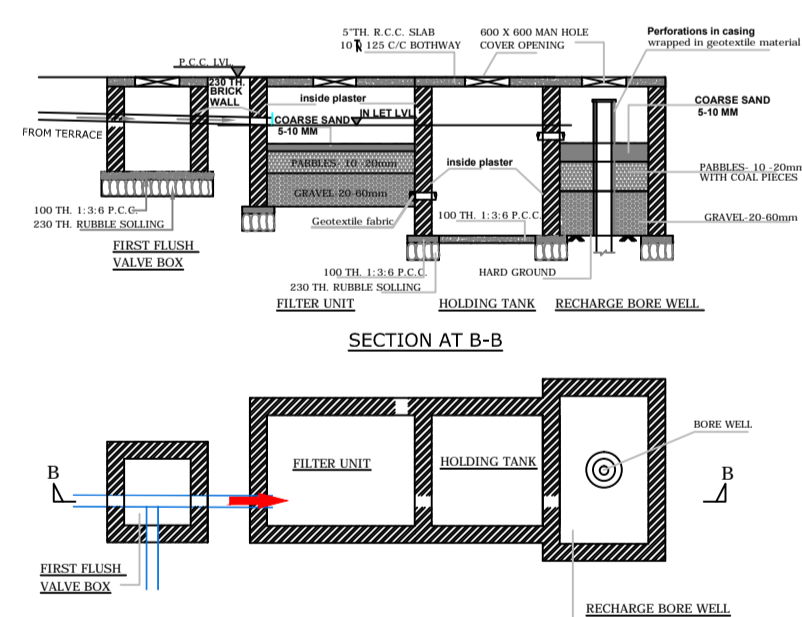 5"TH. R.C.C. SLAB
10 @ 125 C/C BOTHWAY
600 X 600 MAN HOLE
COVER OPENING
Perforations in casing
wrapped in geotextile material
P.C.C. LVL.
230 TH.
BRICK
WALL
inside plaster
IN LET LVL
COARSE SAND
5-10 MM
COARSE SAND
5-10 MM
FROM TERRACE
PABBLES- 10 -20mm
inside plaster
PABBLES- 10 -20mm
WITH COAL PIECES
GRAVEL-20-60mm
GRAVEL-20-60mm
100 TH. 1:3:6 P.C.C.
230 TH. RUBBLE SOLLING
Geotextile fabric
100 TH. 1:3:6 P.C.C.
FIRST FLUSH
VALVE BOX
100 TH. 1:3:6 P.C.C.
230 TH. RUBBLE SOLLING
HARD GROUND
FILTER UNIT
HOLDING TANK
RECHARGE BORE WELL
SECTION AT B-B
BORE WELL
FILTER UNIT
HOLDING TANK
B
B
FIRST FLUSH
VALVE BOX
RECHARGE BORE WELL